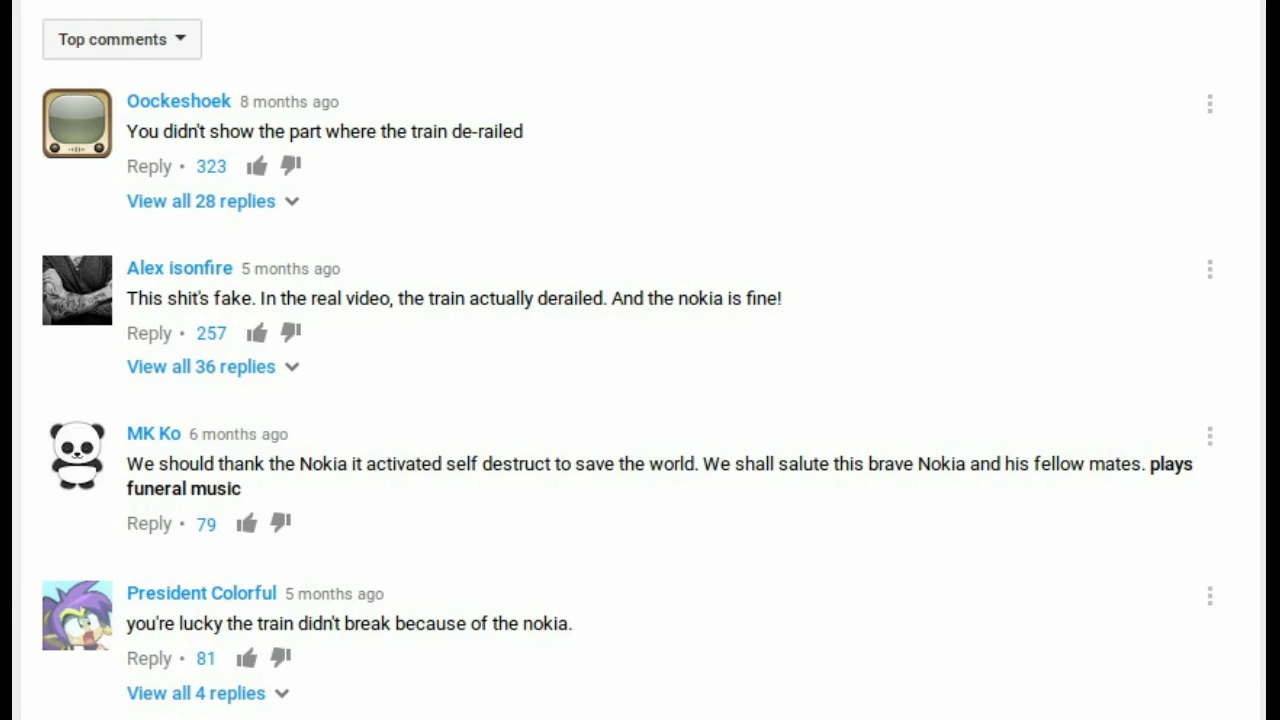 Top comments
Oockeshoek 8 months ago
You didn't show the part where the train de-railed
Reply • 323
View all 28 replies
Alex isonfire 5 months ago
This shit's fake. In the real video, the train actually derailed. And the nokia is fine!
Reply • 257
View all 36 replies
MK Ko 6 months ago
We should thank the Nokia it activated self destruct to save the world. We shall salute this brave Nokia and his fellow mates. plays
funeral music
Reply • 79
President Colorful 5 months ago
you're lucky the train didn't break because of the nokia.
Reply • 81
View all 4 replies